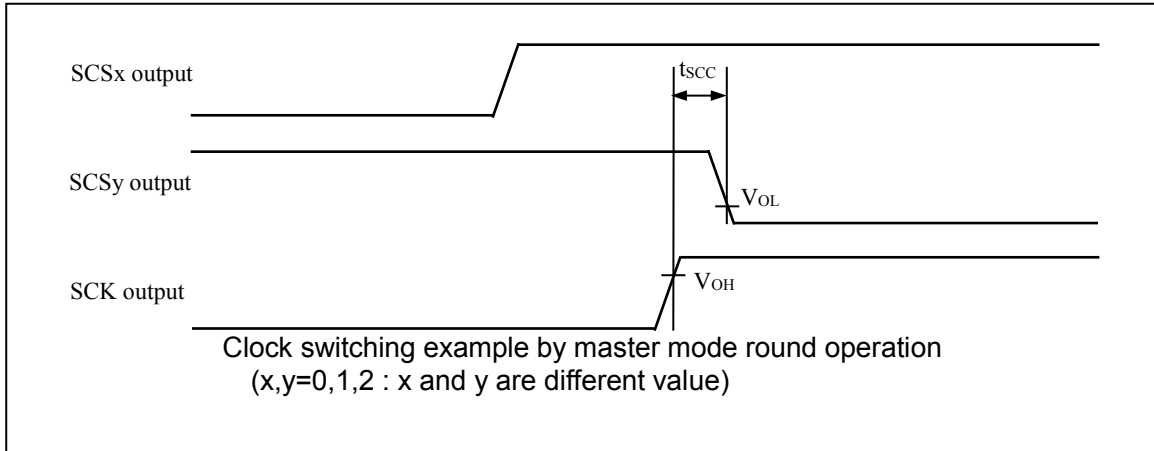 SCSx output
tSCC
SCSy output
VOL
SCK output
VOH
Clock switching example by master mode round operation
(x,y=0,1,2 : x and y are different value)